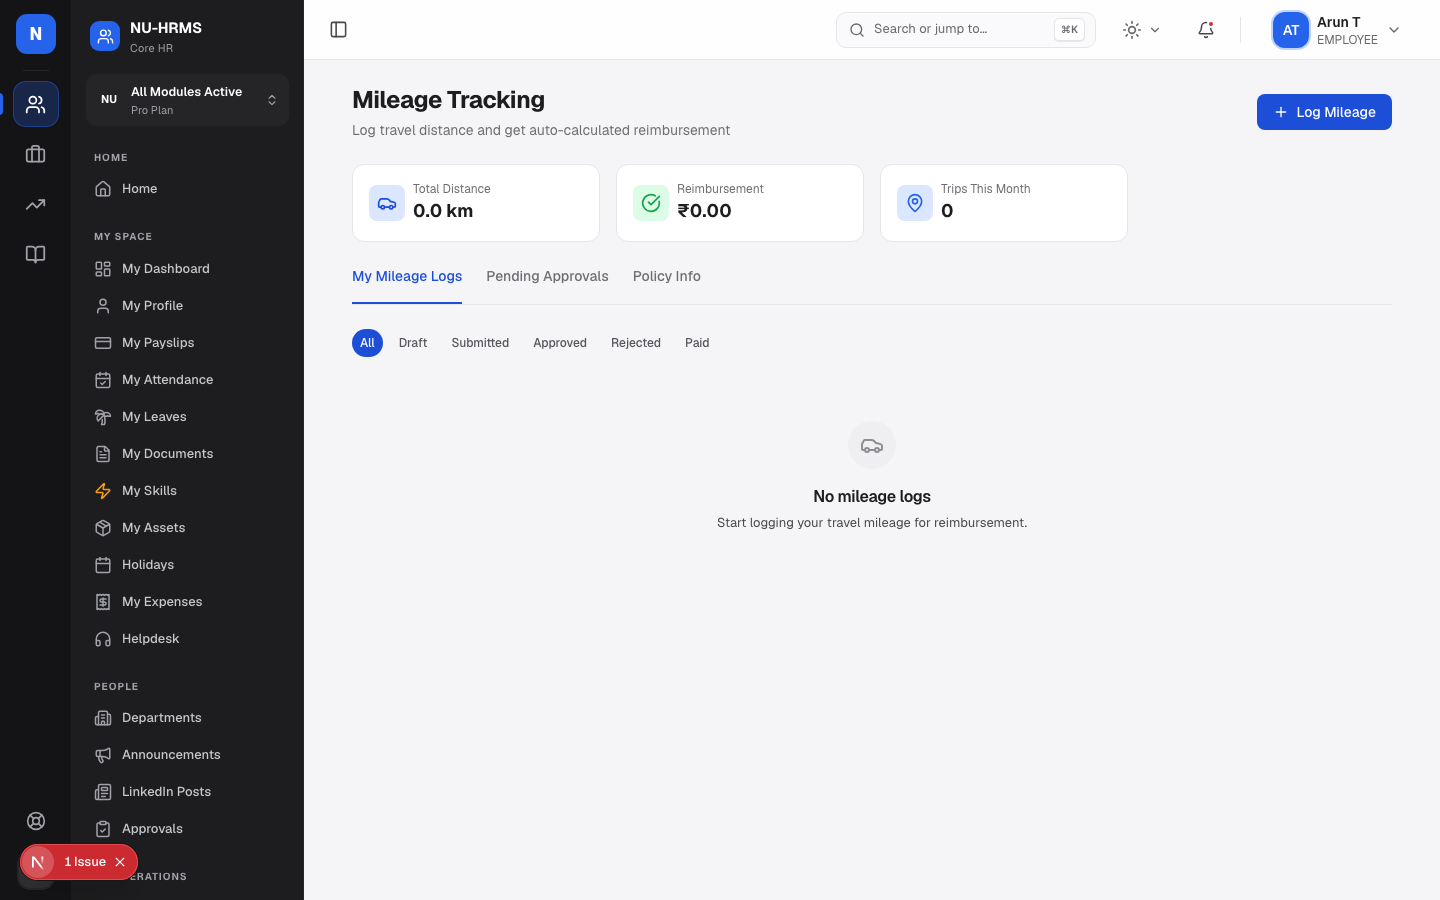 N
NU-HRMS
Core HR
NU
All Modules Active
Pro Plan
HOME
Home
MY SPACE
My Dashboard
My Profile
My Payslips
My Attendance
My Leaves
My Documents
My Skills
My Assets
Holidays
My Expenses
Helpdesk
PEOPLE
Departments
Announcements
LinkedIn Posts
Approvals
N 1 Issue
ERATIONS
Search or jump to...
⌘K
AT
Arun T
EMPLOYEE
Mileage Tracking
Log travel distance and get auto-calculated reimbursement
+ Log Mileage
Total Distance
0.0 km
Reimbursement
₹0.00
Trips This Month
0
My Mileage Logs Pending Approvals Policy Info
All Draft Submitted Approved Rejected Paid
No mileage logs
Start logging your travel mileage for reimbursement.